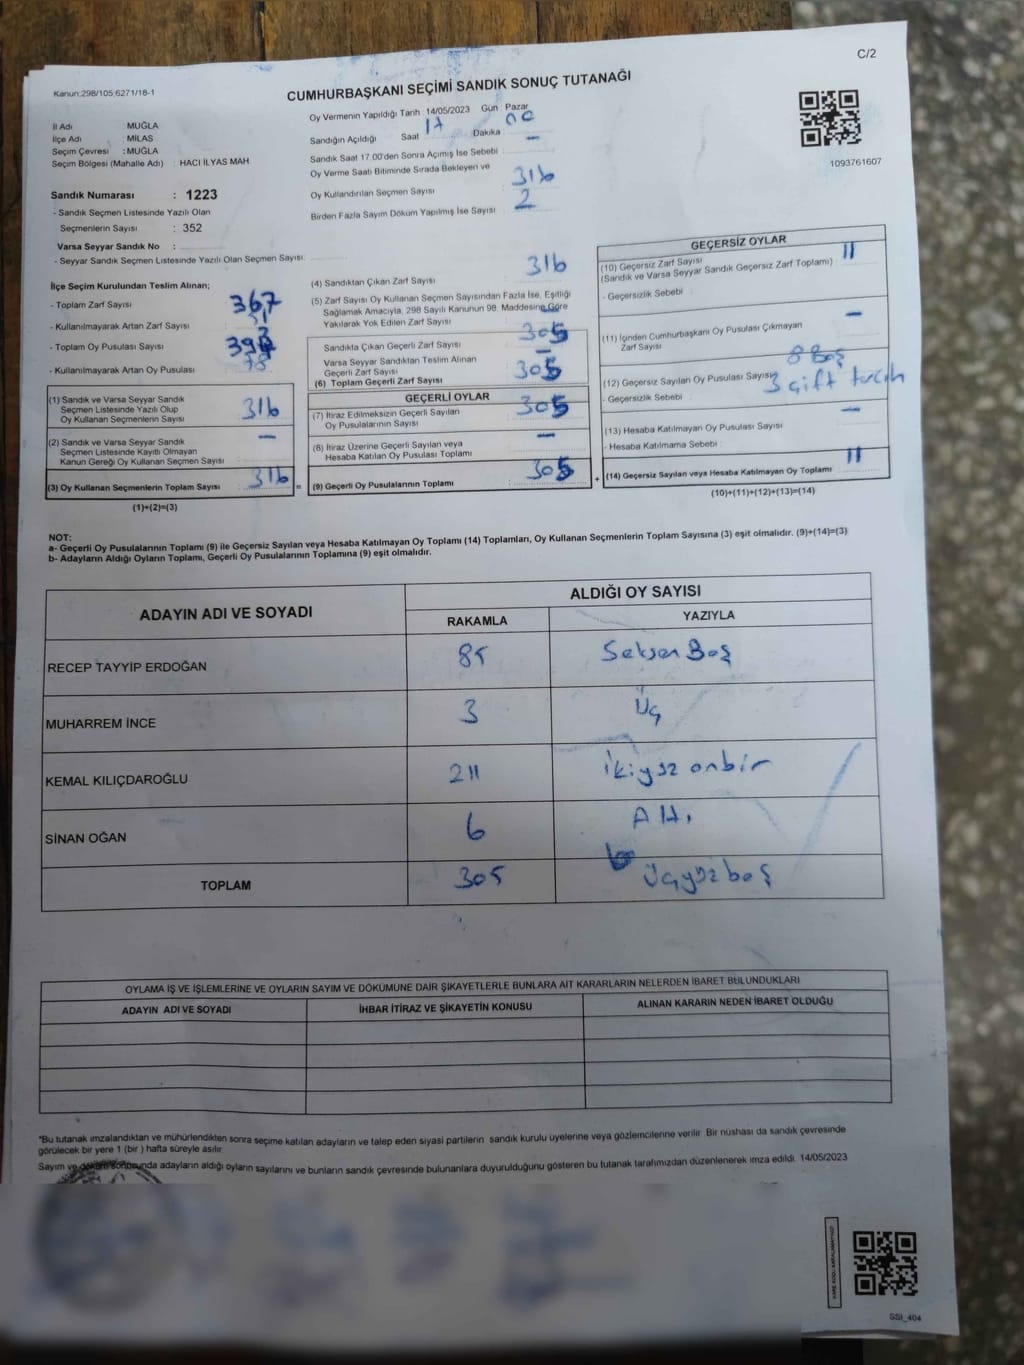 C/2
Kanun:298/105;6271/18-1
CUMHURBAŞKANI SEÇİMİ SANDIK SONUÇ TUTANAĞI
İl Adı : MUĞLA
İlçe Adı : MİLAS
Seçim Çevresi : MUĞLA
Seçim Bölgesi (Mahalle Adı) : HACI İLYAS MAH
Sandık Numarası : 1223
- Sandık Seçmen Listesinde Yazılı Olan
Seçmenlerin Sayısı : 352
Varsa Seyyar Sandık No :
- Seyyar Sandık Seçmen Listesinde Yazılı Olan Seçmen Sayısı:
Oy Vermenin Yapıldığı Tarih 14/05/2023 Gün : Pazar
Sandığın Açıldığı Saat 17 Dakika 00
Sandık Saat 17.00'den Sonra Açımış İse Sebebi : -
Oy Verme Saati Bitiminde Sırada Bekleyen ve
Oy Kullandırılan Seçmen Sayısı 316
Birden Fazla Sayım Döküm Yapılmış İse Sayısı 2
1093761607
İlçe Seçim Kurulundan Teslim Alınan;
- Toplam Zarf Sayısı 367
- Kullanılmayarak Artan Zarf Sayısı 51
- Toplam Oy Pusulası Sayısı
- Kullanılmayarak Artan Oy Pusulası 78
(1) Sandık ve Varsa Seyyar Sandık
Seçmen Listesinde Yazılı Olup
Oy Kullanan Seçmenlerin Sayısı 316
(2) Sandık ve Varsa Seyyar Sandık
Seçmen Listesinde Kayıtlı Olmayan
Kanun Gereği Oy Kullanan Seçmen Sayısı -
(3) Oy Kullanan Seçmenlerin Toplam Sayısı : 316 =
(1)+(2)=(3)
(4) Sandıktan Çıkan Zarf Sayısı 316
(5) Zarf Sayısı Oy Kullanan Seçmen Sayısından Fazla İse, Eşitliği
Sağlamak Amacıyla, 298 Sayılı Kanunun 98. Maddesine Göre
Yakılarak Yok Edilen Zarf Sayısı -
Sandıkta Çıkan Geçerli Zarf Sayısı 305
Varsa Seyyar Sandıktan Teslim Alınan
Geçerli Zarf Sayısı -
(6) Toplam Geçerli Zarf Sayısı 305
GEÇERLİ OYLAR
(7) İtiraz Edilmeksizin Geçerli Sayılan
Oy Pusulalarının Sayısı 305
(8) İtiraz Üzerine Geçerli Sayılan veya
Hesaba Katılan Oy Pusulası Toplamı -
(9) Geçerli Oy Pusulalarının Toplamı : 305 +
GEÇERSİZ OYLAR
(10) Geçersiz Zarf Sayısı 11
(Sandık ve Varsa Seyyar Sandık Geçersiz Zarf Toplamı)
- Geçersizlik Sebebi
(11) İçinden Cumhurbaşkanı Oy Pusulası Çıkmayan -
Zarf Sayısı
8 Boş
(12) Geçersiz Sayılan Oy Pusulası Sayısı 3 çift tercih
- Geçersizlik Sebebi :
(13) Hesaba Katılmayan Oy Pusulası Sayısı -
- Hesaba Katılmama Sebebi :
(14) Geçersiz Sayılan veya Hesaba Katılmayan Oy Toplamı 11
(10)+(11)+(12)+(13)=(14)
NOT:
a- Geçerli Oy Pusulalarının Toplamı (9) ile Geçersiz Sayılan veya Hesaba Katılmayan Oy Toplamı (14) Toplamları, Oy Kullanan Seçmenlerin Toplam Sayısına (3) eşit olmalıdır. (9)+(14)=(3)
b- Adayların Aldığı Oyların Toplamı, Geçerli Oy Pusulalarının Toplamına (9) eşit olmalıdır.
ADAYIN ADI VE SOYADI
ALDIĞI OY SAYISI
RAKAMLA YAZIYLA
RECEP TAYYİP ERDOĞAN 85 Seksen Beş
MUHARREM İNCE 3 Üç
KEMAL KILIÇDAROĞLU 211 ikiyüz onbir
SİNAN OĞAN 6 Altı
TOPLAM 305 Üçyüz beş
OYLAMA İŞ VE İŞLEMLERİNE VE OYLARIN SAYIM VE DÖKÜMÜNE DAİR ŞİKAYETLERLE BUNLARA AİT KARARLARIN NELERDEN İBARET BULUNDUKLARI
ADAYIN ADI VE SOYADI İHBAR İTİRAZ VE ŞİKAYETİN KONUSU ALINAN KARARIN NEDEN İBARET OLDUĞU
*Bu tutanak imzalandıktan ve mühürlendikten sonra seçime katılan adayların ve talep eden siyasi partilerin sandık kurulu üyelerine veya gözlemcilerine verilir. Bir nüshası da sandık çevresinde
görülecek bir yere 1 (bir ) hafta süreyle asılır.
Sayım ve döküm sonucunda adayların aldığı oyların sayılarını ve bunların sandık çevresinde bulunanlara duyurulduğunu gösteren bu tutanak tarafımızdan düzenlenerek imza edildi. 14/05/2023
SSI_404